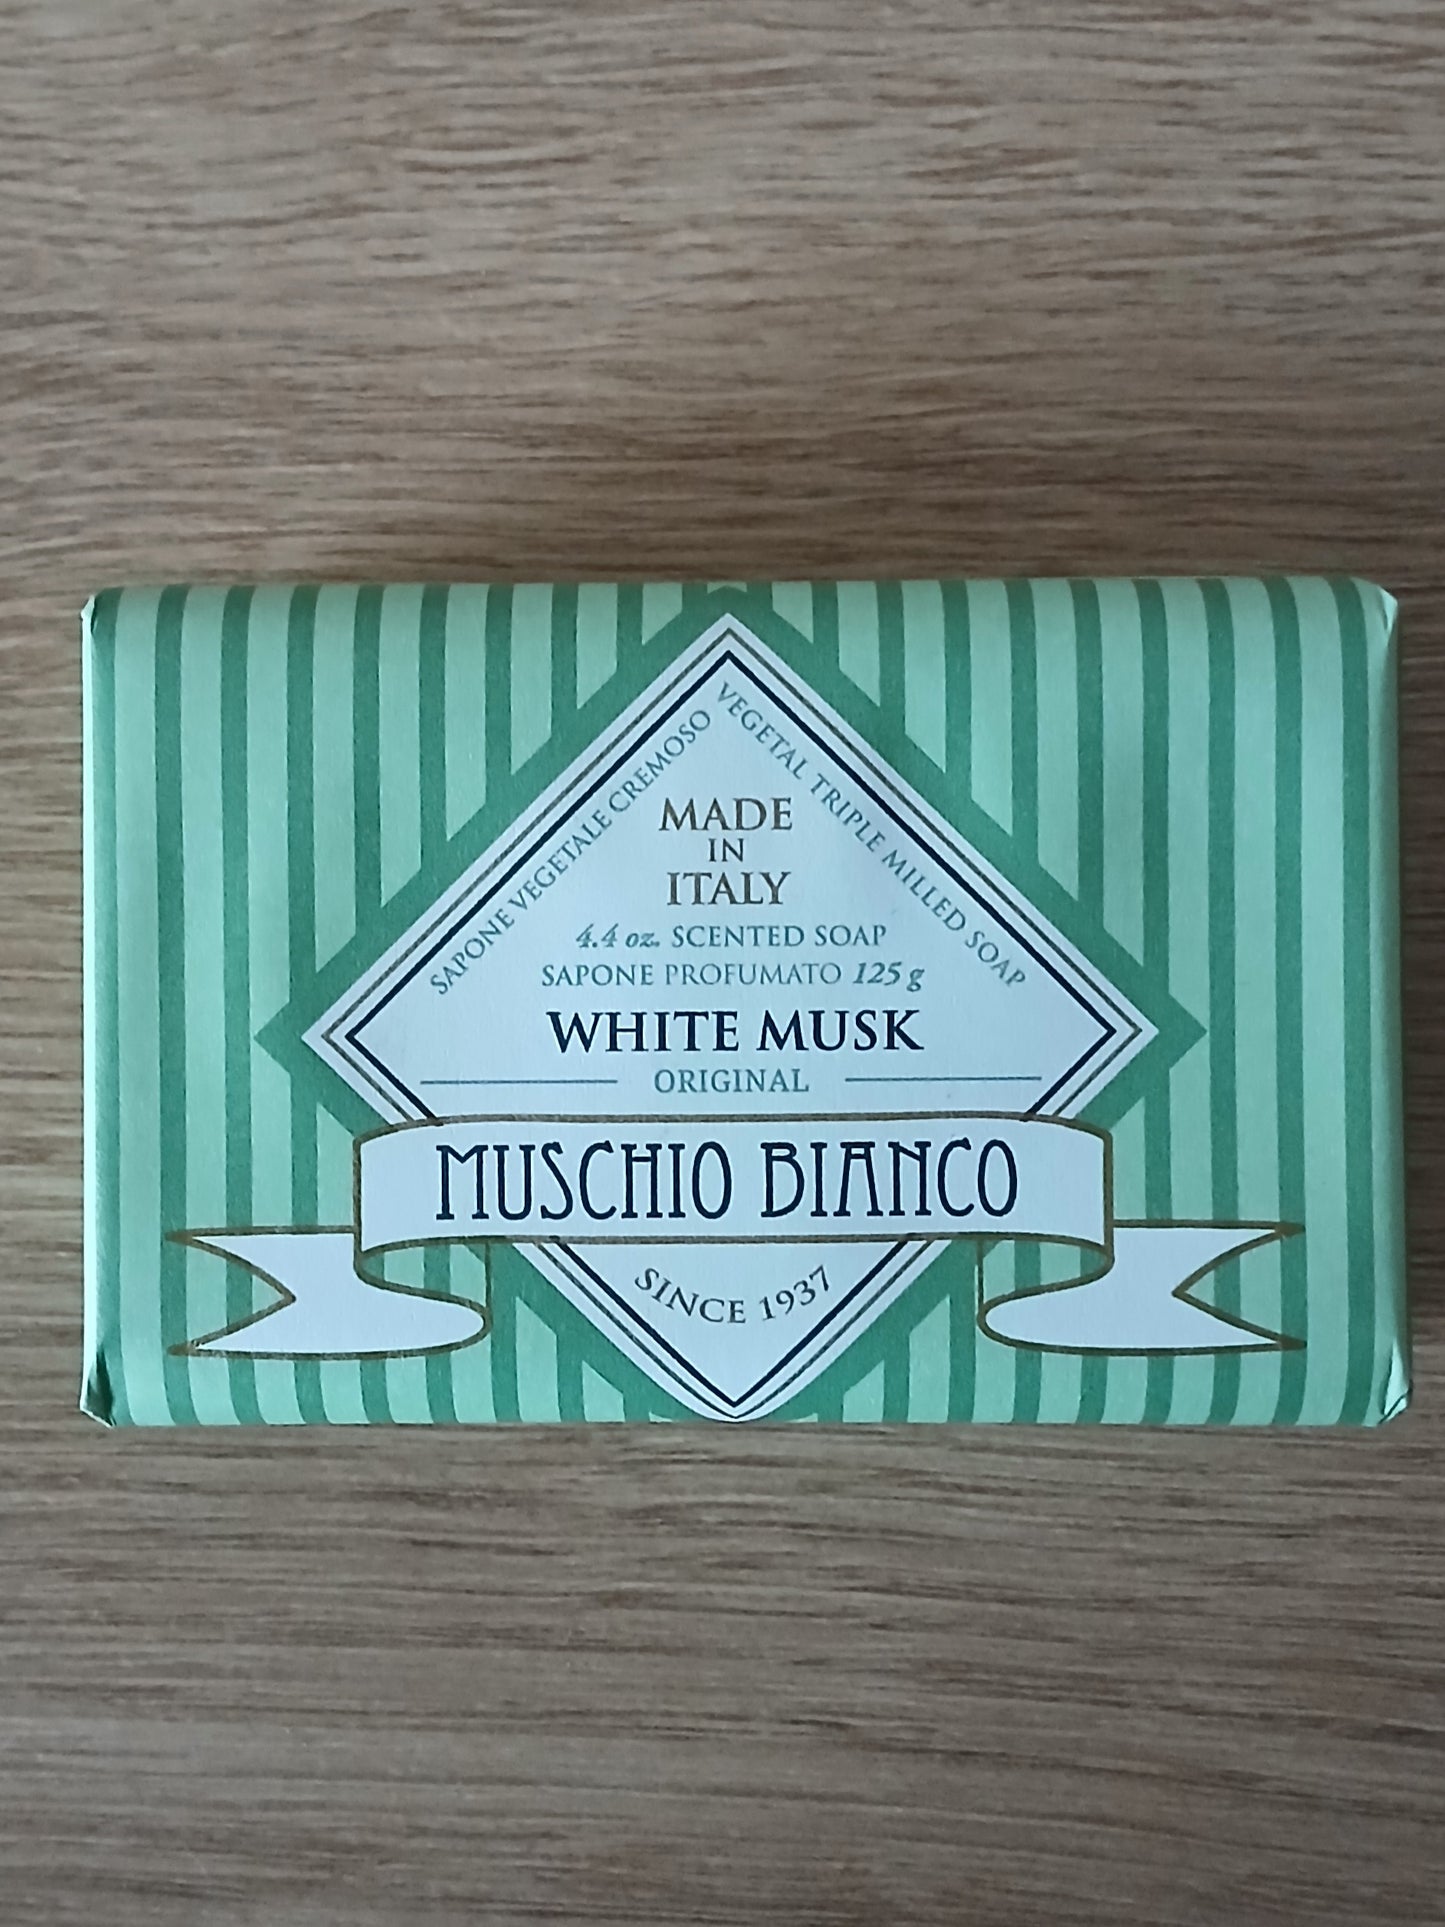 SAPONE VEGETALE CREMOSO
VEGETAL TRIPLE MILLED SOAP
MADE
IN
ITALY
4.4 oz. SCENTED SOAP
SAPONE PROFUMATO 125 g
WHITE MUSK
ORIGINAL
MUSCHIO BIANCO
SINCE 1937